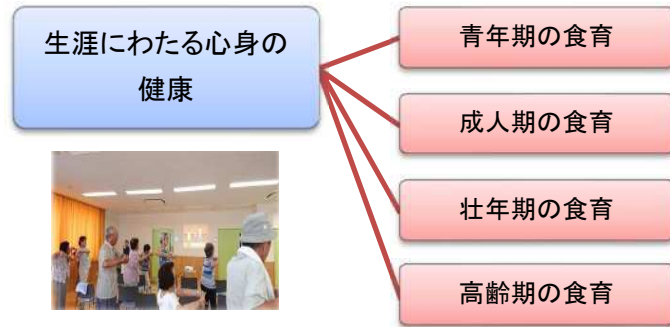 生涯にわたる心身の
健康
青年期の食育
成人期の食育
壮年期の食育
高齢期の食育